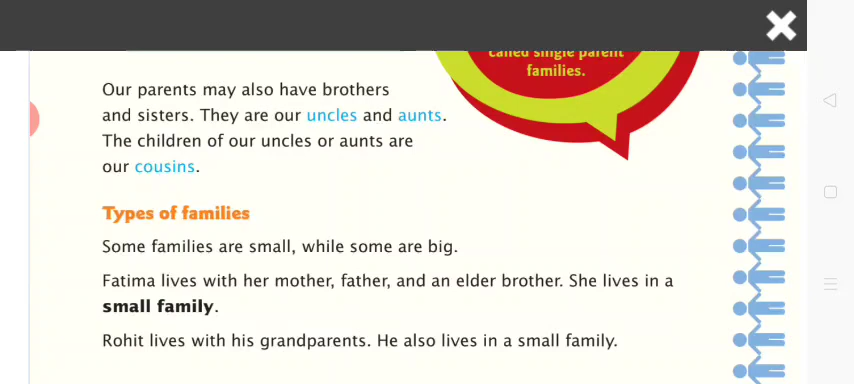 called single parent
families.
Our parents may also have brothers
and sisters. They are our uncles and aunts.
The children of our uncles or aunts are
our cousins.
Types of families
Some families are small, while some are big.
Fatima lives with her mother, father, and an elder brother. She lives in a
small family.
Rohit lives with his grandparents. He also lives in a small family.